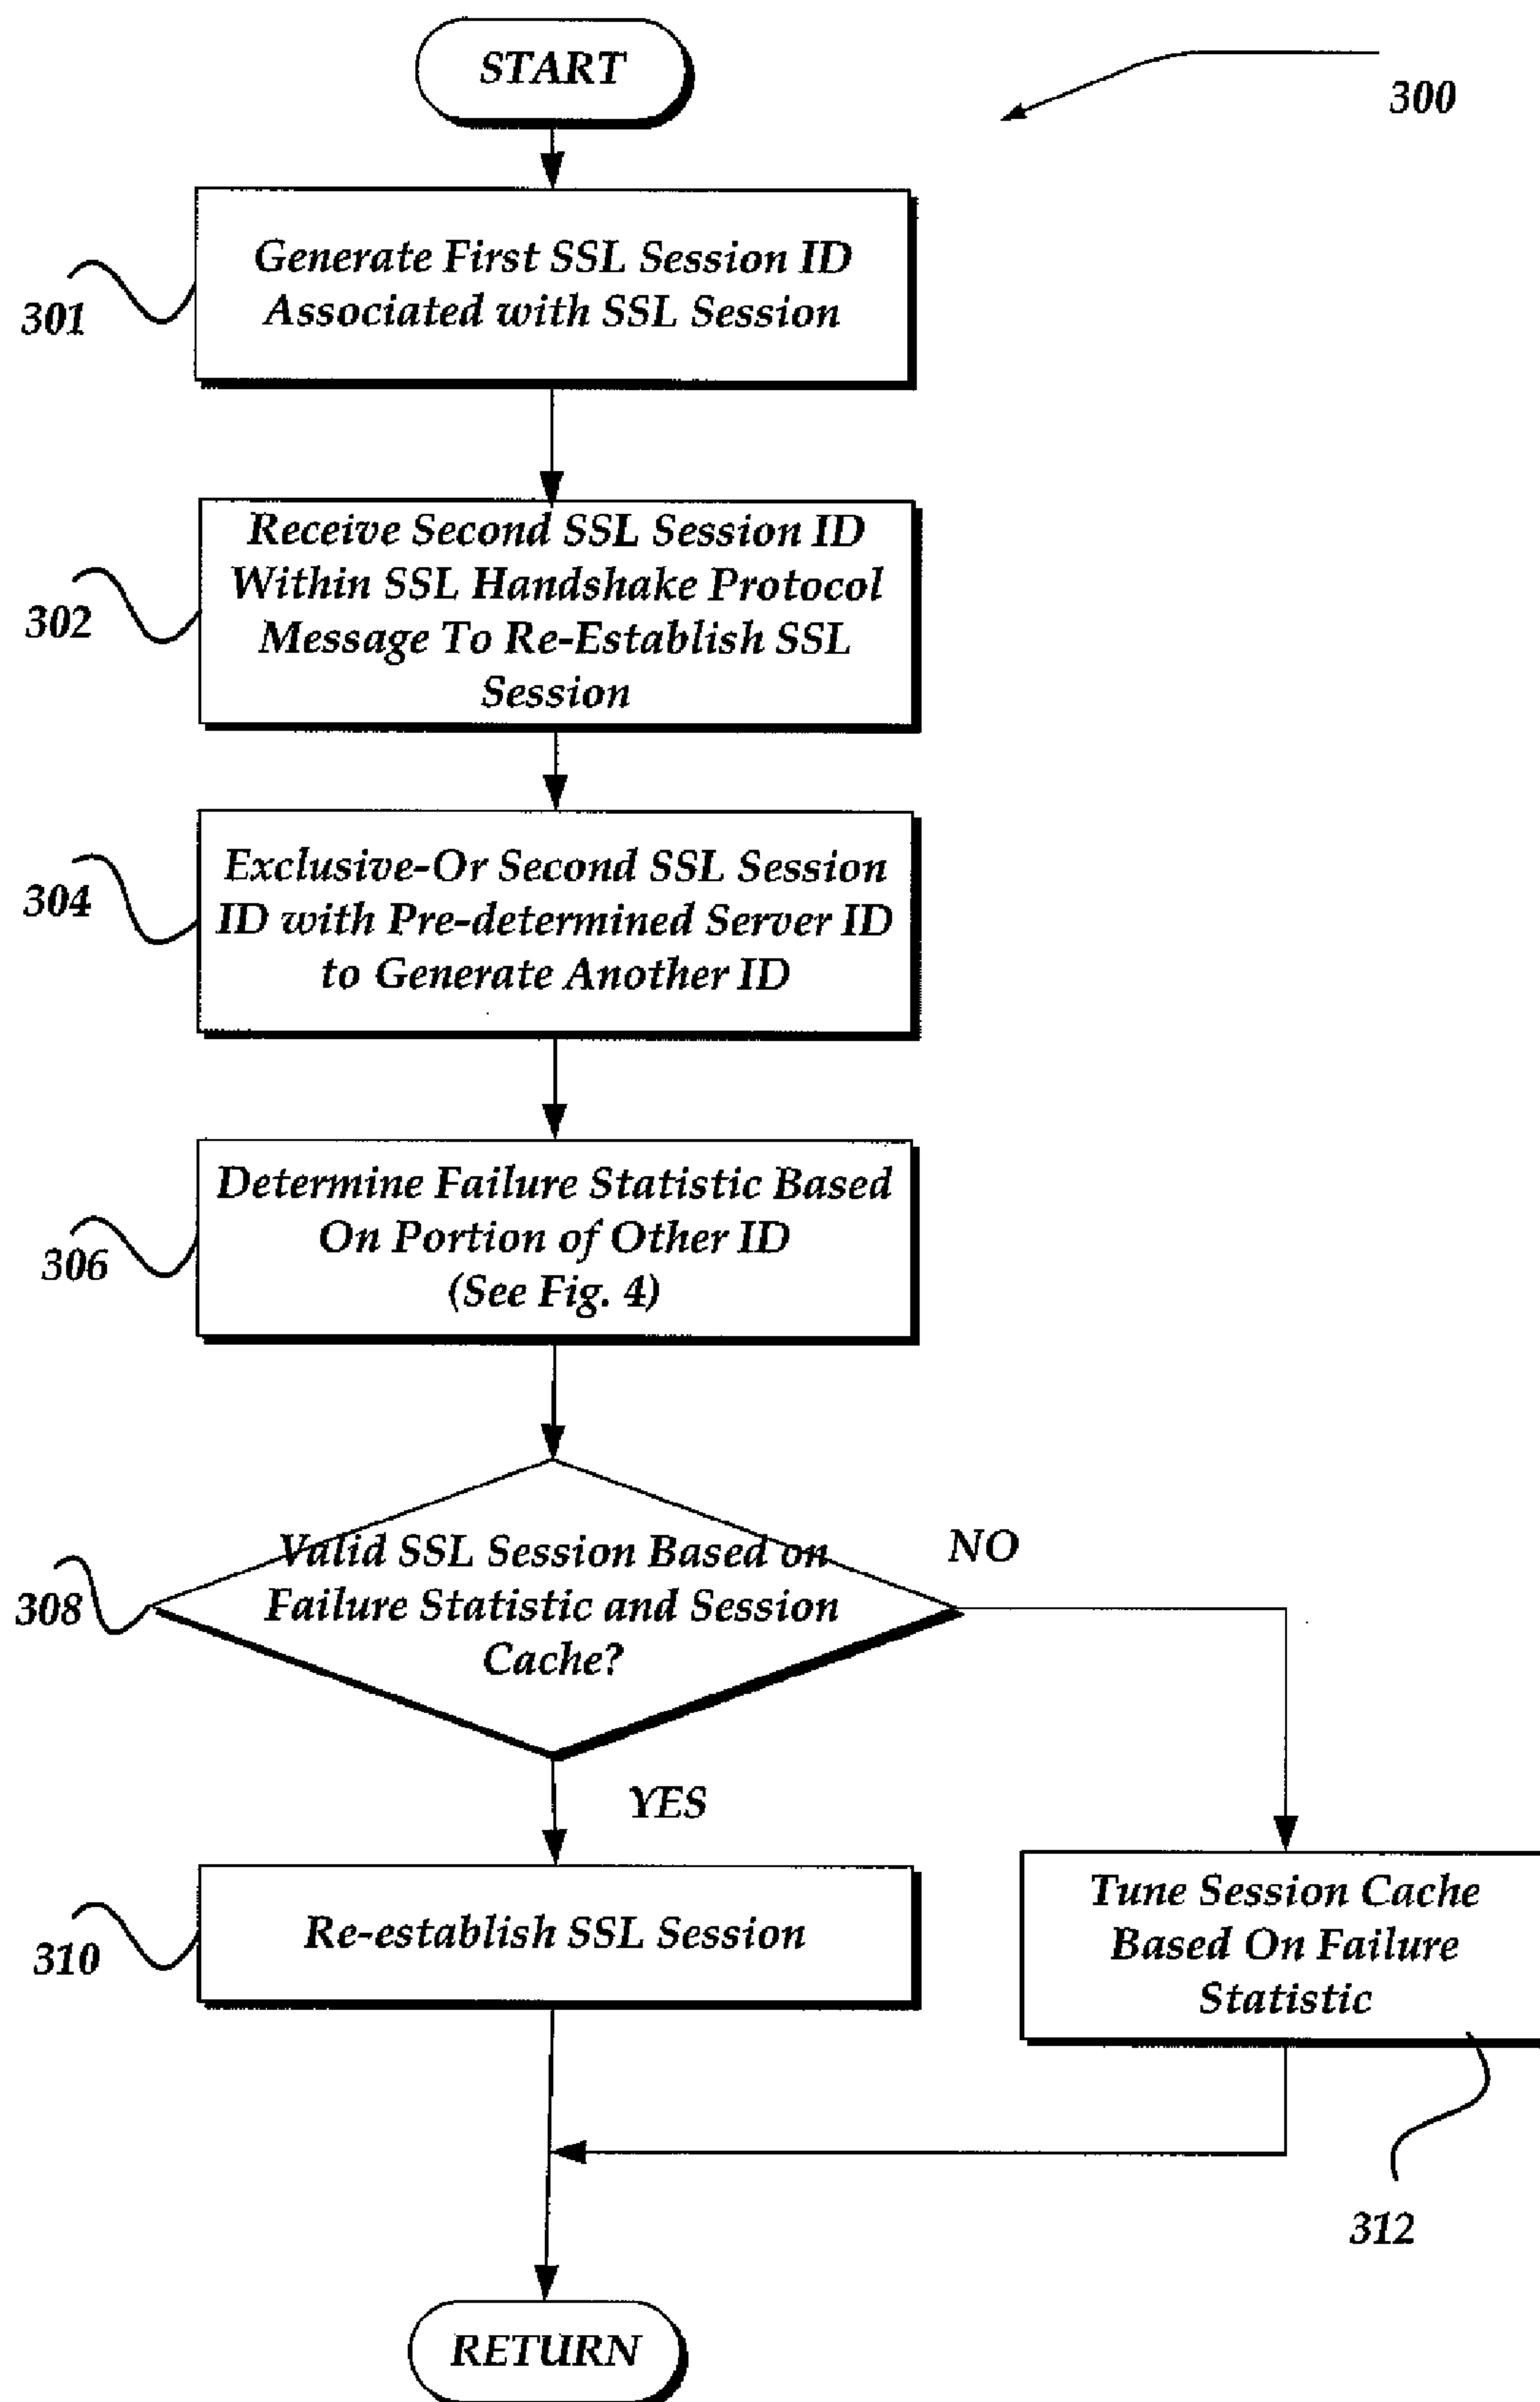 START
300
Generate First SSL Session ID
Associated with SSL Session
301
Receive Second SSL Session ID
Within SSL Handshake Protocol
Message To Re-Establish SSL
Session
302
Exclusive-Or Second SSL Session
ID with Pre-determined Server ID
to Generate Another ID
304
Determine Failure Statistic Based
On Portion of Other ID
(See Fig. 4)
306
Valid SSL Session Based on
Failure Statistic and Session
Cache?
308
NO
YES
Re-establish SSL Session
310
Tune Session Cache
Based On Failure
Statistic
312
RETURN